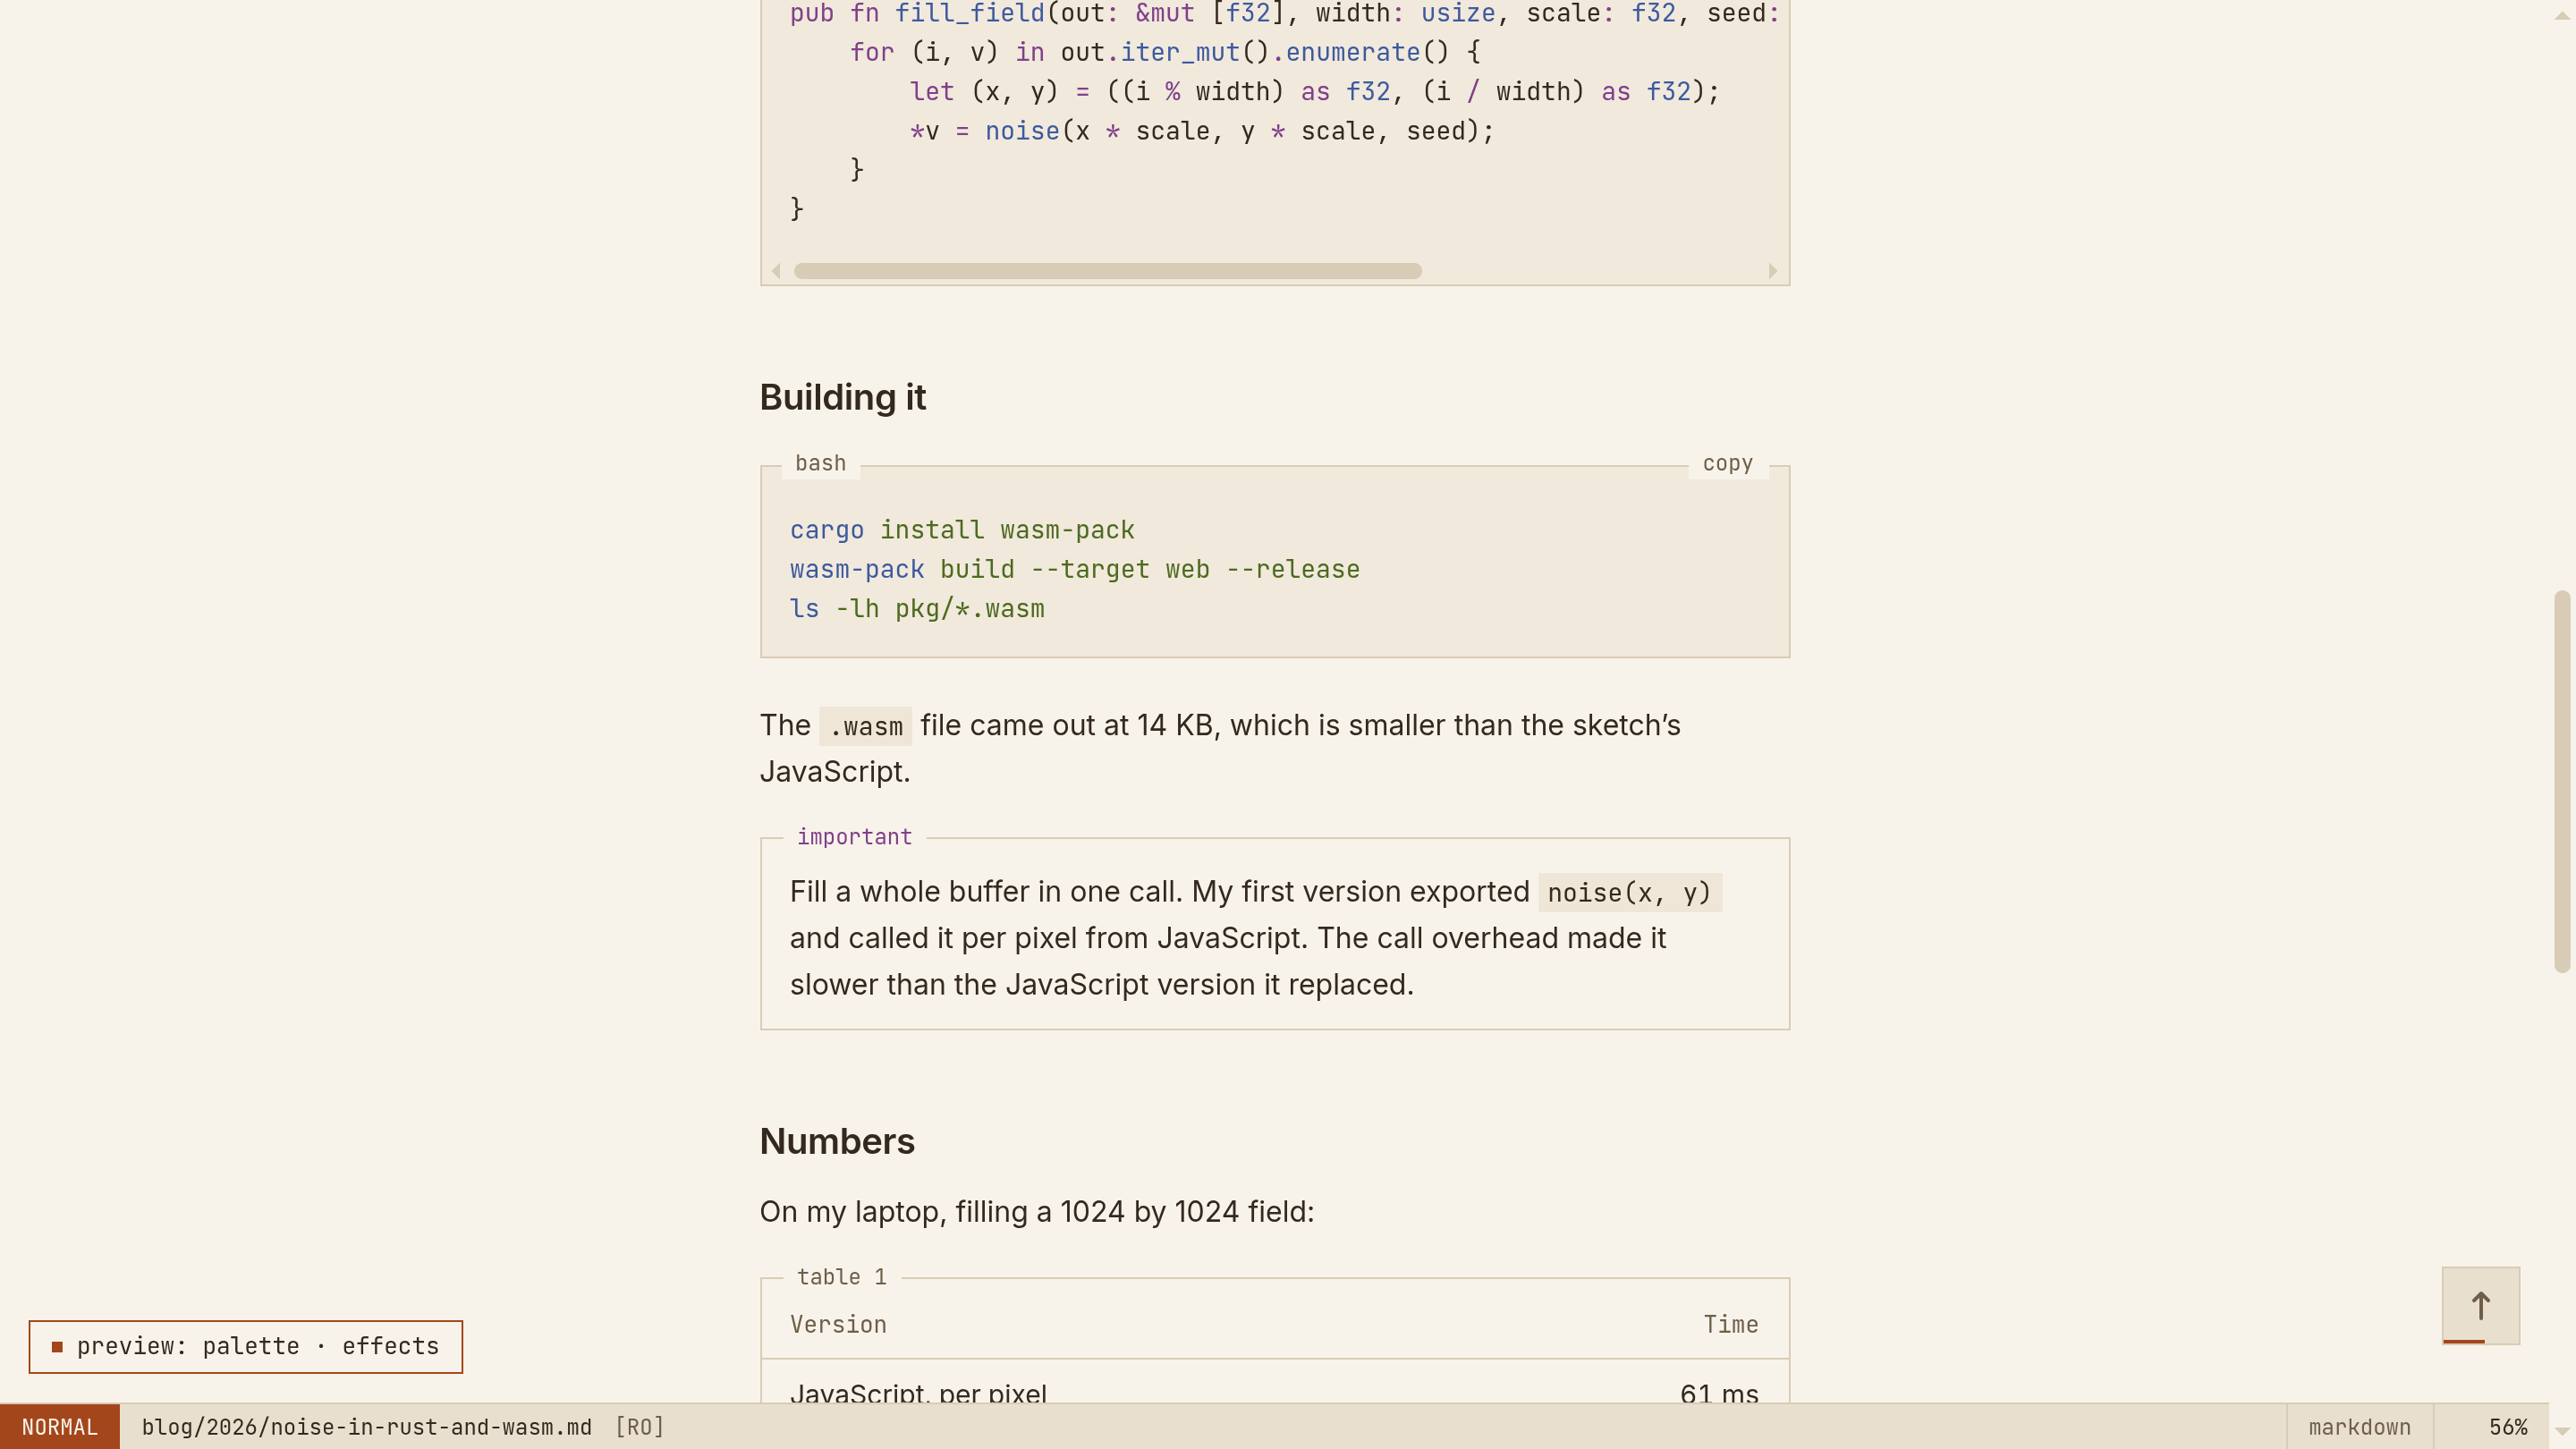 pub fn fill_field(out: &mut [f32], width: usize, scale: f32, seed:
    for (i, v) in out.iter_mut().enumerate() {
        let (x, y) = ((i % width) as f32, (i / width) as f32);
        *v = noise(x * scale, y * scale, seed);
    }
}
Building it
bash
copy
cargo install wasm-pack
wasm-pack build --target web --release
ls -lh pkg/*.wasm
The .wasm file came out at 14 KB, which is smaller than the sketch’s
JavaScript.
important
Fill a whole buffer in one call. My first version exported noise(x, y)
and called it per pixel from JavaScript. The call overhead made it
slower than the JavaScript version it replaced.
Numbers
On my laptop, filling a 1024 by 1024 field:
table 1
Version Time
JavaScript, per pixel 61 ms
↑
preview: palette · effects
NORMAL blog/2026/noise-in-rust-and-wasm.md [RO] markdown 56%